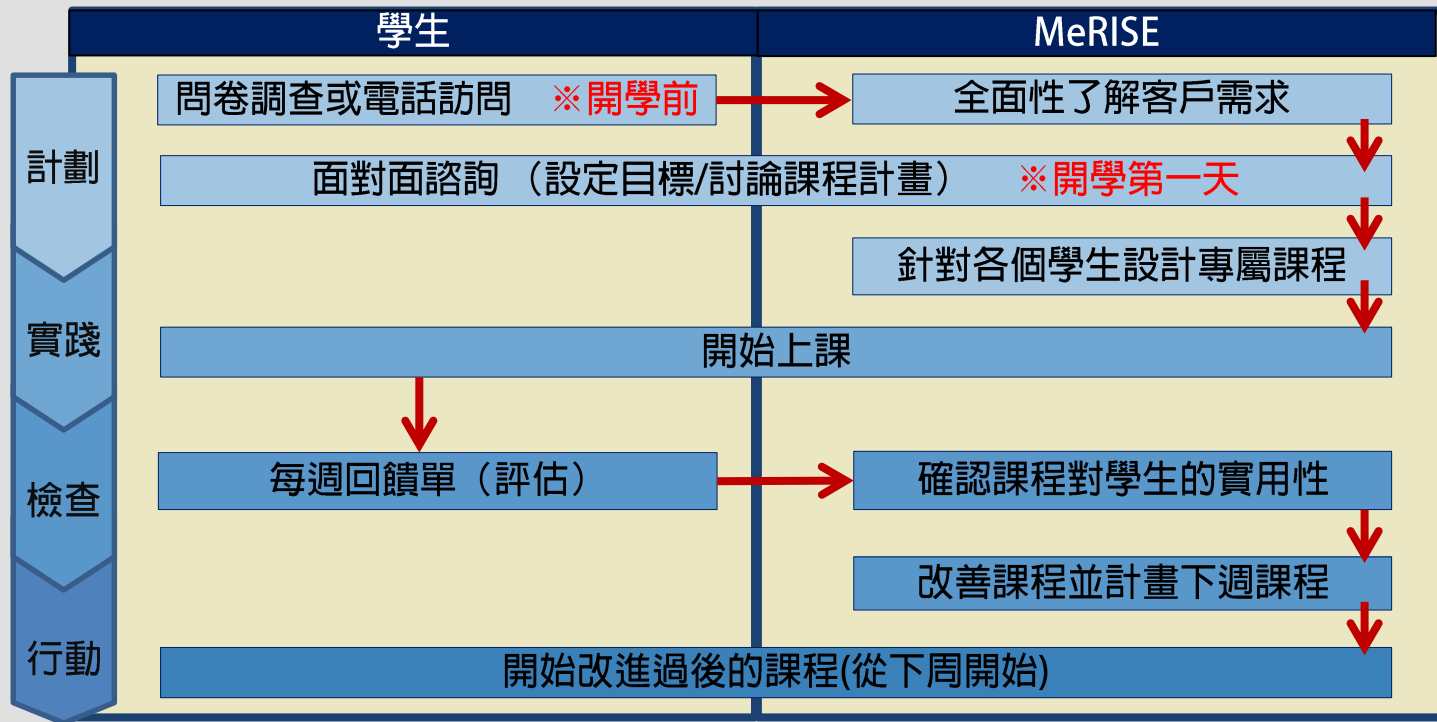 學生
MeRISE
計劃
問卷調查或電話訪問 ※開學前
全面性了解客戶需求
面對面諮詢 （設定目標/討論課程計畫） ※開學第一天
針對各個學生設計專屬課程
實踐
開始上課
檢查
每週回饋單（評估）
確認課程對學生的實用性
改善課程並計畫下週課程
行動
開始改進過後的課程(從下周開始)